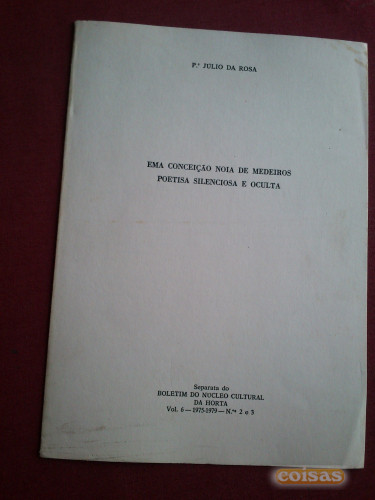 P.ᵉ JULIO DA ROSA
EMA CONCEIÇÃO NOIA DE MEDEIROS
POETISA SILENCIOSA E OCULTA
Separata do
BOLETIM DO NUCLEO CULTURAL
DA HORTA
Vol. 6 — 1975-1979 — N.ᵒˢ 2 e 3
coisas